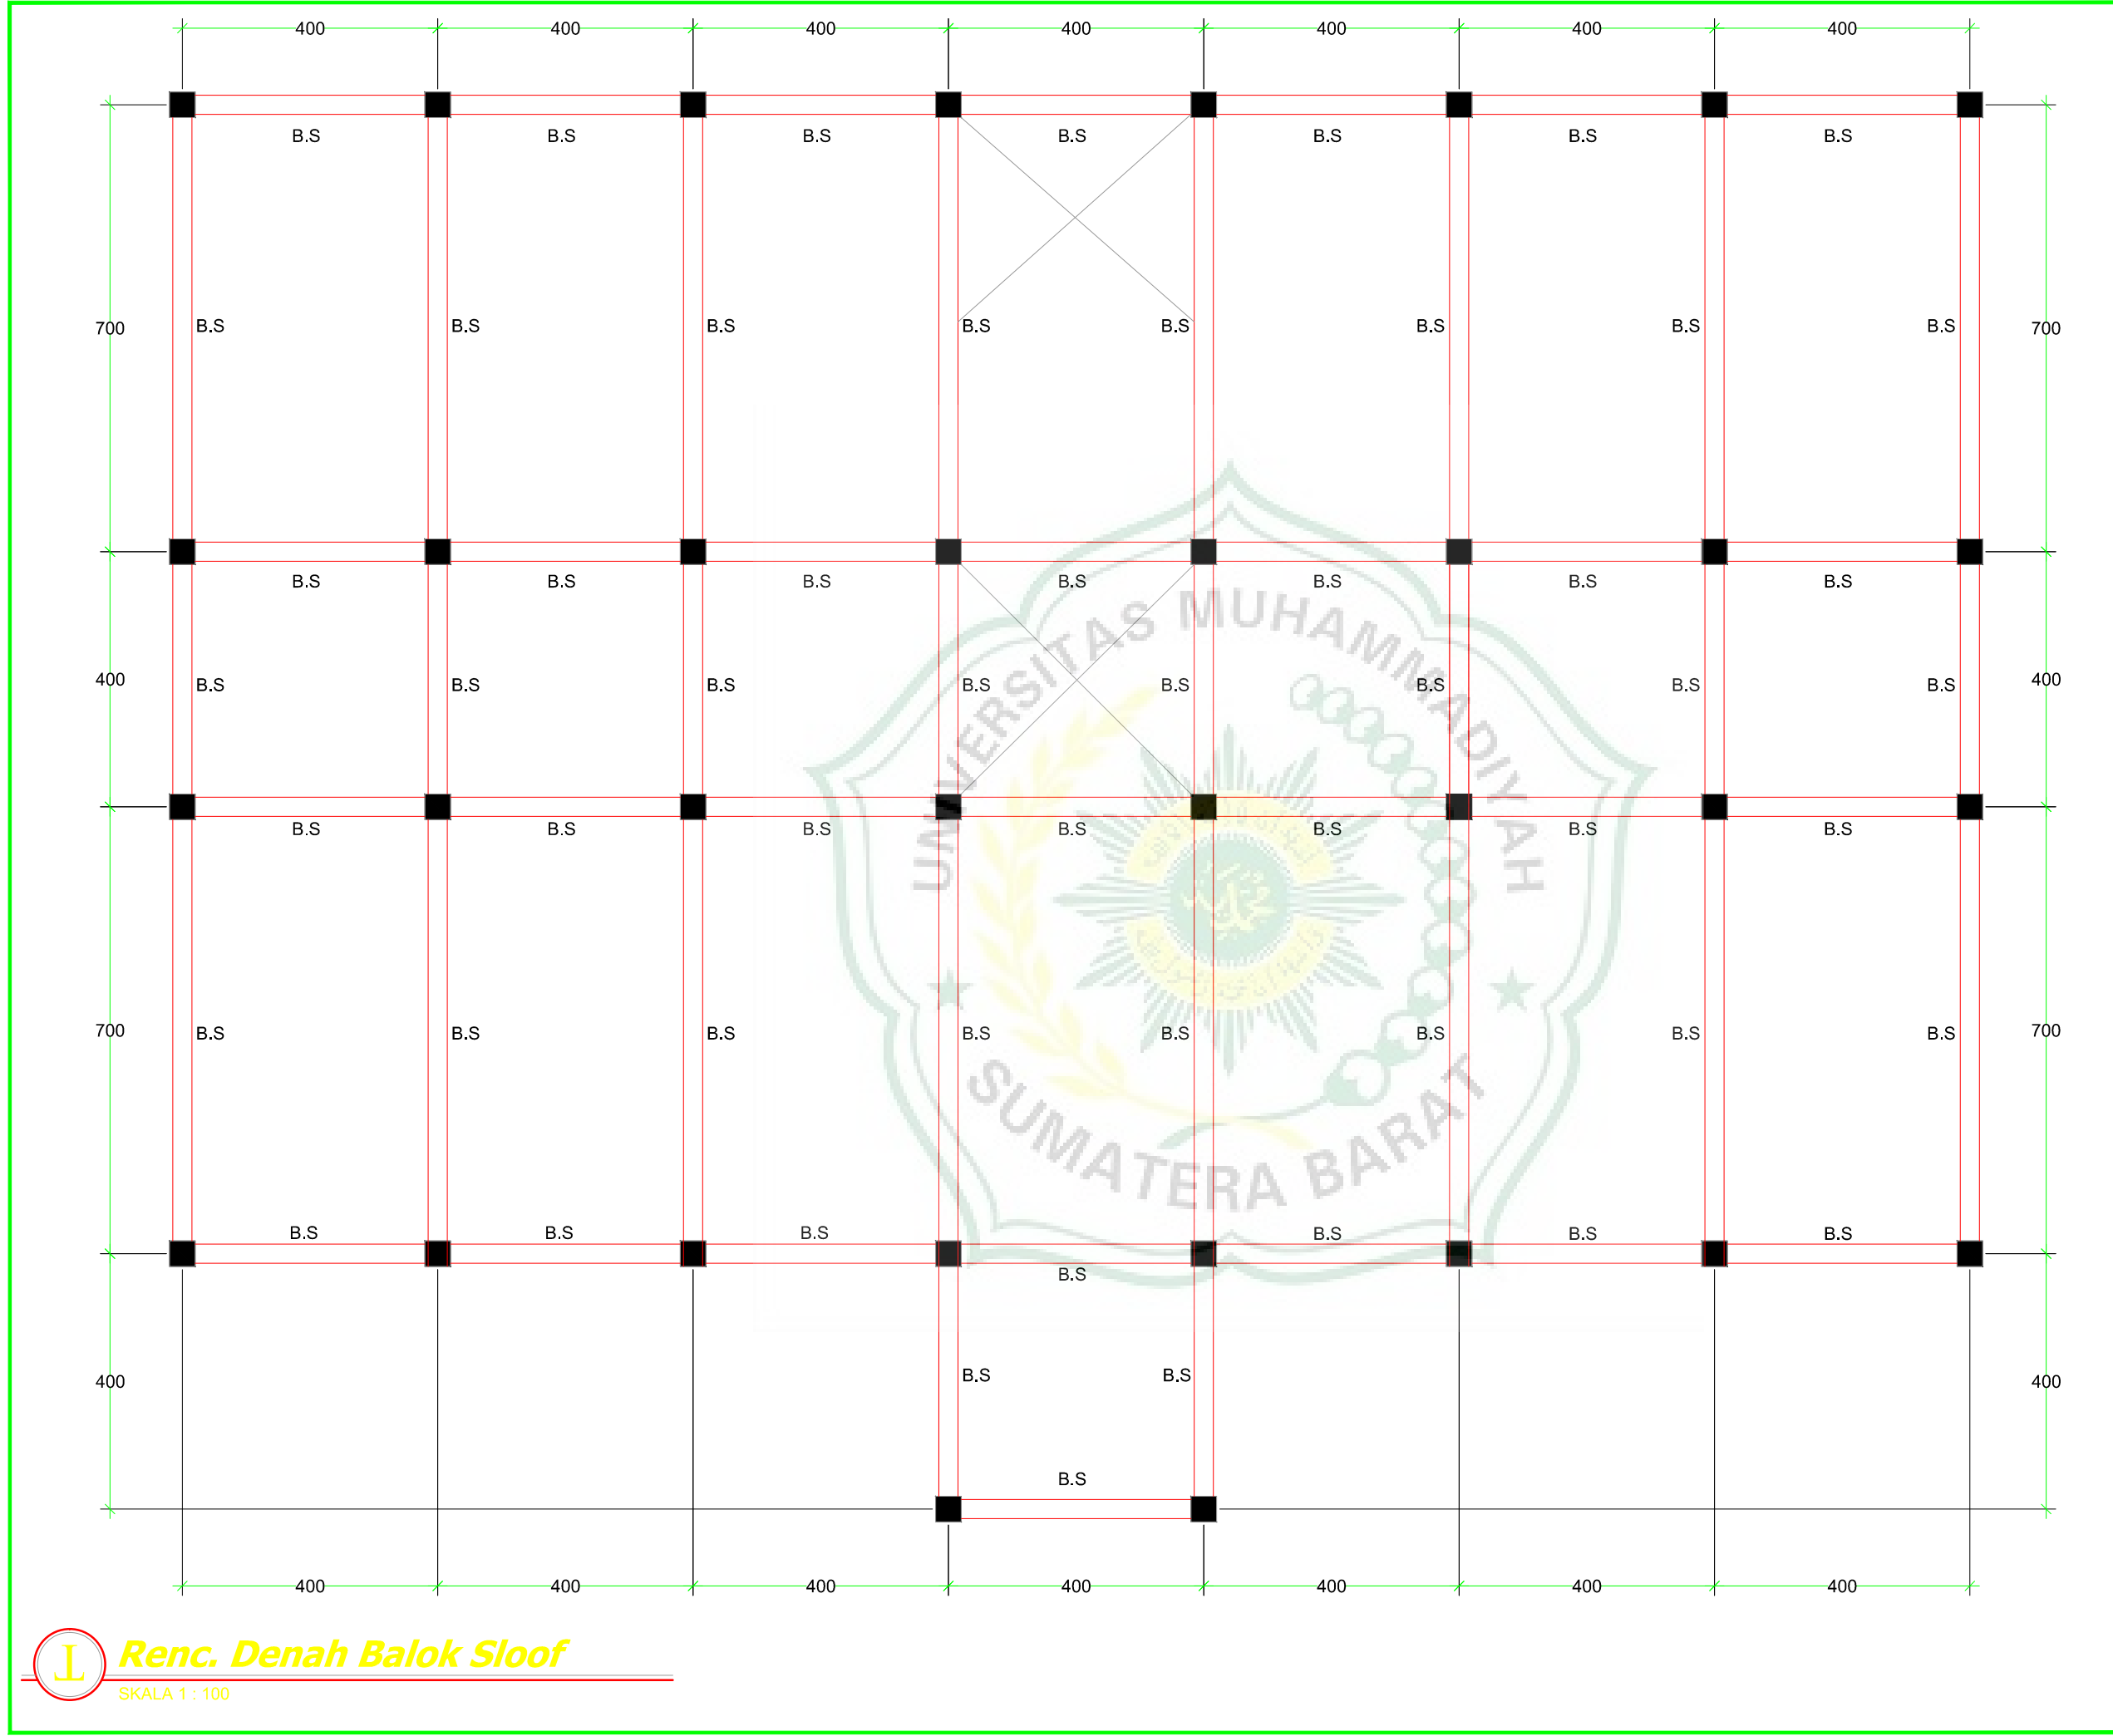 400 400 400 400 400 400 400
B.S B.S B.S B.S B.S B.S B.S
700 B.S B.S B.S B.S B.S B.S B.S B.S 700
B.S B.S B.S B.S B.S B.S B.S
UNIVERSITAS MUHAMMADIYAH
400 B.S B.S B.S B.S B.S B.S B.S B.S 400
B.S B.S B.S B.S B.S B.S B.S
700 B.S B.S B.S B.S B.S B.S B.S B.S 700
SUMATERA BARAT
B.S B.S B.S B.S B.S B.S
B.S
400 B.S B.S 400
B.S
400 400 400 400 400 400 400
Renc. Denah Balok Sloof
SKALA 1 : 100